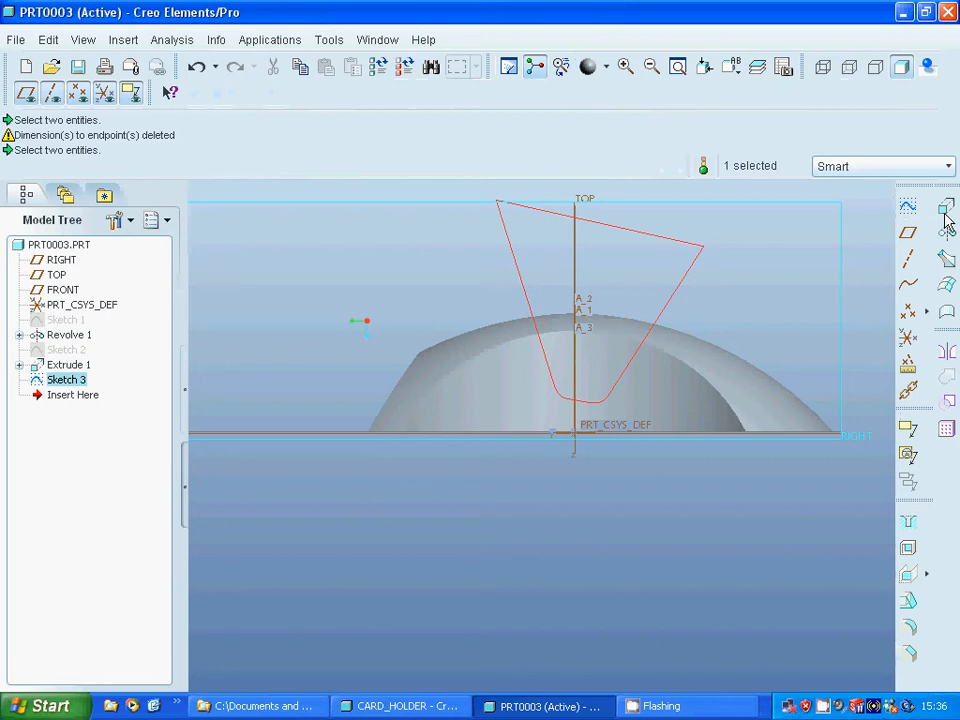 PRT0003 (Active) - Creo Elements/Pro
File Edit View Insert Analysis Info Applications Tools Window Help
Select two entities.
Dimension(s) to endpoint(s) deleted
Select two entities.
1 selected
Smart
Model Tree
PRT0003.PRT
RIGHT
TOP
FRONT
PRT_CSYS_DEF
Sketch 1
Revolve 1
Sketch 2
Extrude 1
Sketch 3
Insert Here
TOP
A_2
A_1
A_3
PRT_CSYS_DEF
RIGHT
Start
C:\Documents and ...
CARD_HOLDER - Cr...
PRT0003 (Active) - ...
Flashing
15:36